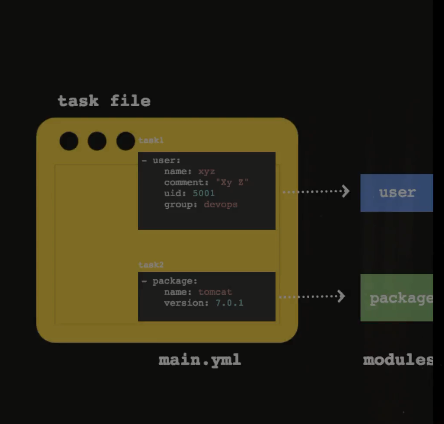 task file
task1
- user:
name: xyz
comment: "Xy Z"
uid: 5001
group: devops
user
task2
- package:
name: tomcat
version: 7.0.1
package
main.yml
modules